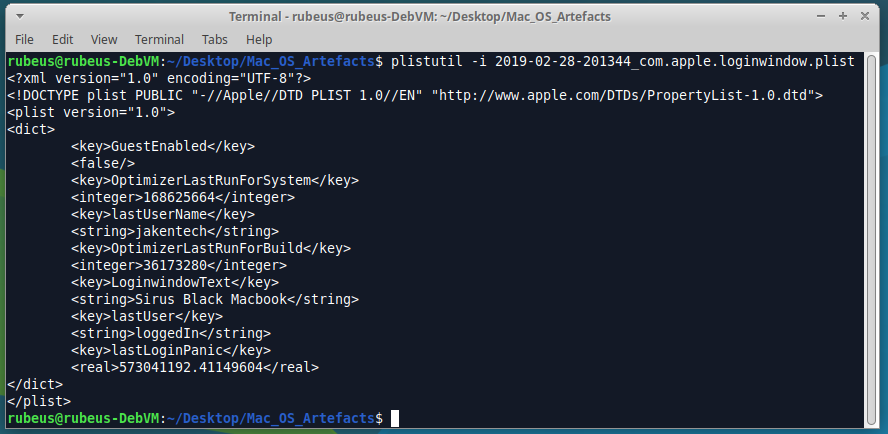 Terminal - rubeus@rubeus-DebVM: ~/Desktop/Mac_OS_Artefacts
File Edit View Terminal Tabs Help
rubeus@rubeus-DebVM:~/Desktop/Mac_OS_Artefacts$ plistutil -i 2019-02-28-201344_com.apple.loginwindow.plist
<?xml version="1.0" encoding="UTF-8"?>
<!DOCTYPE plist PUBLIC "-//Apple//DTD PLIST 1.0//EN" "http://www.apple.com/DTDs/PropertyList-1.0.dtd">
<plist version="1.0">
<dict>
	<key>GuestEnabled</key>
	<false/>
	<key>OptimizerLastRunForSystem</key>
	<integer>168625664</integer>
	<key>lastUserName</key>
	<string>jakentech</string>
	<key>OptimizerLastRunForBuild</key>
	<integer>36173280</integer>
	<key>LoginwindowText</key>
	<string>Sirus Black Macbook</string>
	<key>lastUser</key>
	<string>loggedIn</string>
	<key>lastLoginPanic</key>
	<real>573041192.41149604</real>
</dict>
</plist>
rubeus@rubeus-DebVM:~/Desktop/Mac_OS_Artefacts$